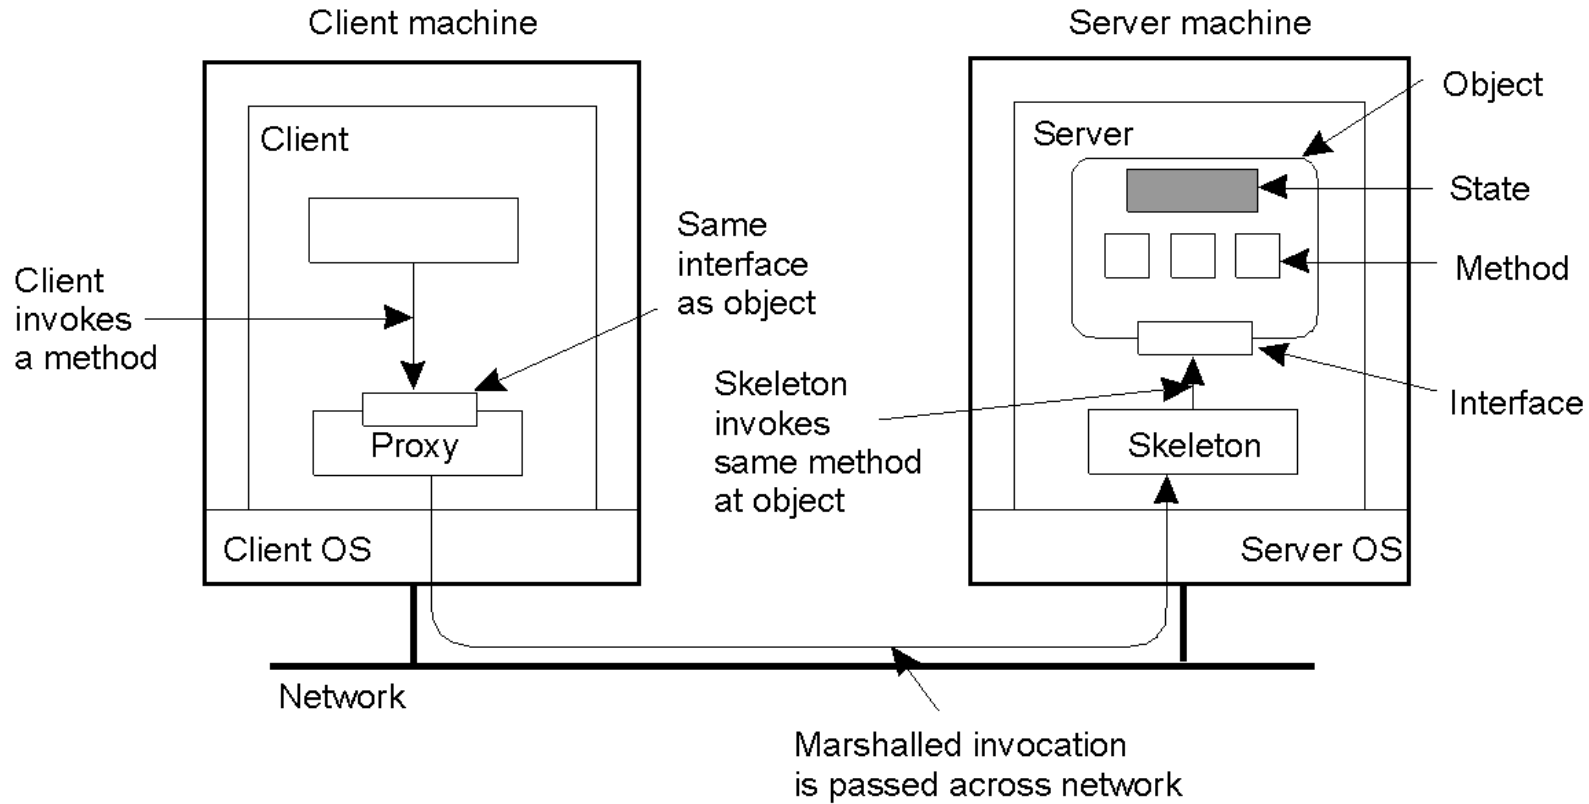 Client machine
Server machine
Object
Client
Server
State
Same
interface
as object
Method
Client
invokes
a method
Skeleton
invokes
same method
at object
Interface
Proxy
Skeleton
Client OS
Server OS
Network
Marshalled invocation
is passed across network